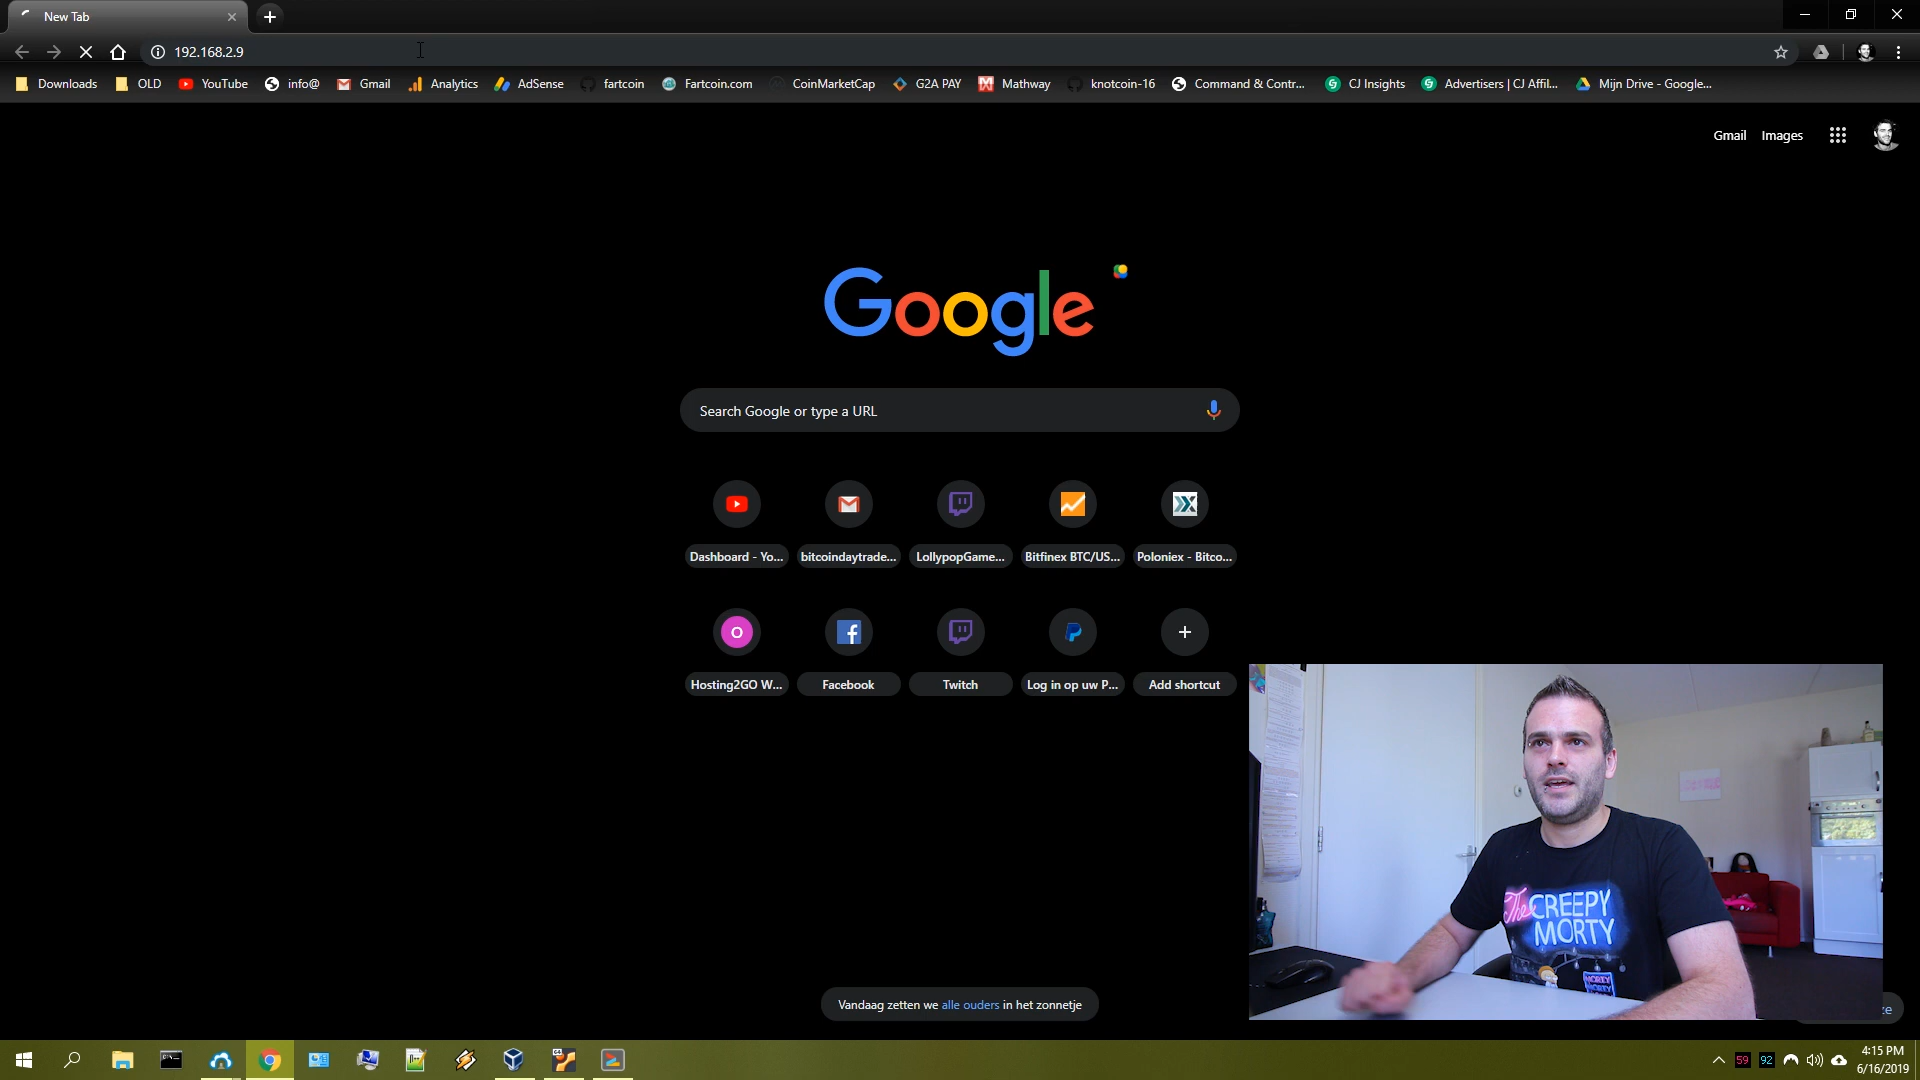 New Tab
192.168.2.9
Downloads OLD YouTube info@ Gmail Analytics AdSense fartcoin Fartcoin.com CoinMarketCap G2A PAY Mathway knotcoin-16 Command & Contr... CJ Insights Advertisers | CJ Affil... Mijn Drive - Google...
Gmail Images
Google
Search Google or type a URL
Dashboard - Yo... bitcoindaytrade... LollypopGame... Bitfinex BTC/US... Poloniex - Bitco...
O
Hosting2GO W... Facebook Twitch Log in op uw P... Add shortcut
The CREEPY
MORTY
Vandaag zetten we alle ouders in het zonnetje
ze
59 92 4:15 PM
6/16/2019